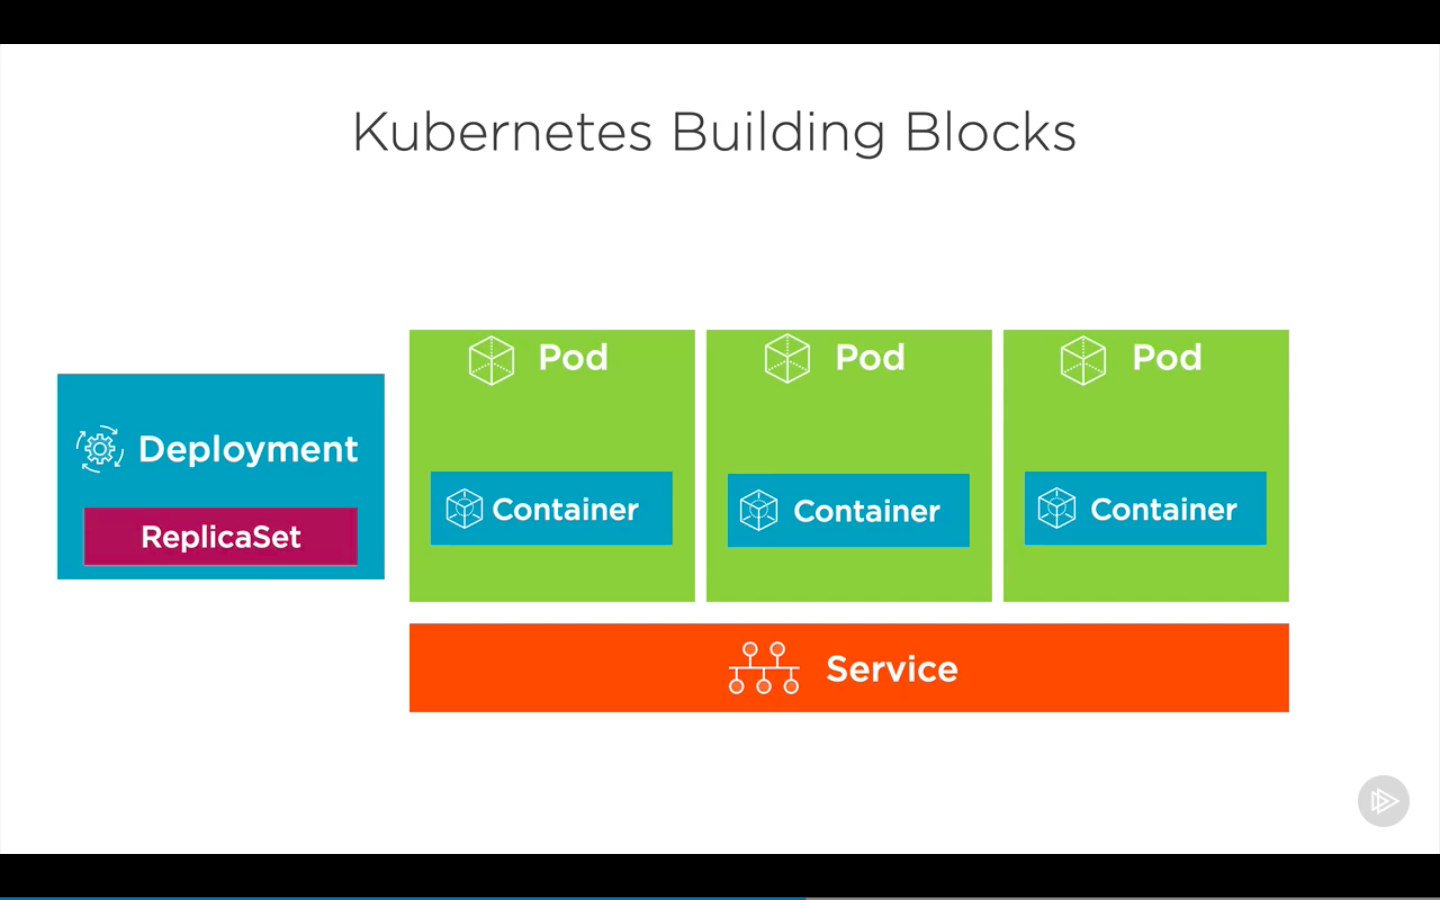 Kubernetes Building Blocks
Deployment
ReplicaSet
Pod
Container
Pod
Container
Pod
Container
Service